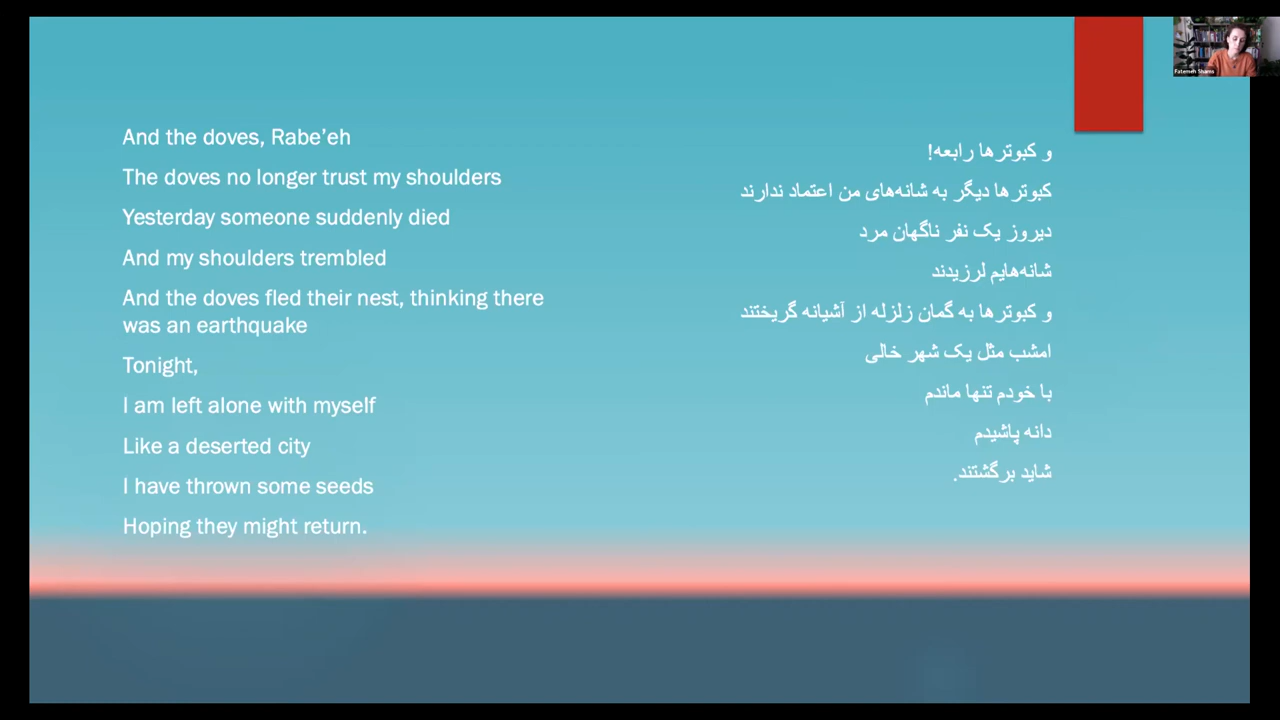 And the doves, Rabe’eh
The doves no longer trust my shoulders
Yesterday someone suddenly died
And my shoulders trembled
And the doves fled their nest, thinking there
was an earthquake
Tonight,
I am left alone with myself
Like a deserted city
I have thrown some seeds
Hoping they might return.
و کبوترها رابعه!
کبوترها دیگر به شانه‌های من اعتماد ندارند
دیروز یک نفر ناگهان مرد
شانه‌هایم لرزیدند
و کبوترها به گمان زلزله از آشیانه گریختند
امشب مثل یک شهر خالی
با خودم تنها ماندم
دانه پاشیدم
شاید برگشتند.
Fatemeh Shams